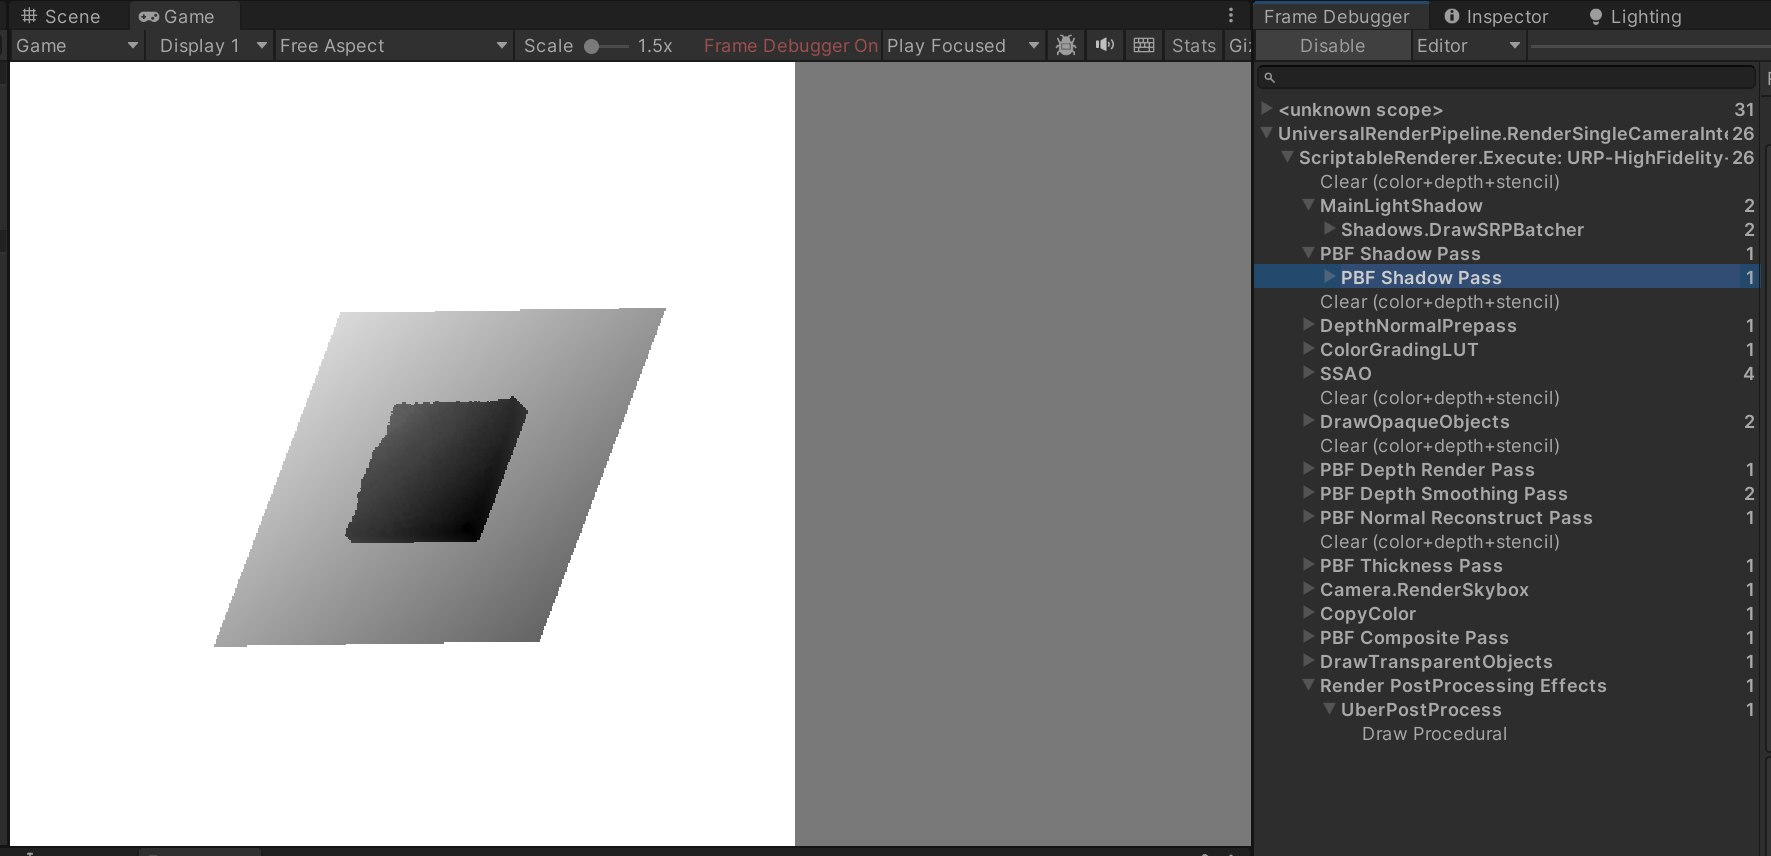 Scene Game
Game Display 1 Free Aspect Scale 1.5x Frame Debugger On Play Focused Stats Giz
Frame Debugger Inspector Lighting
Disable Editor
<unknown scope> 31
UniversalRenderPipeline.RenderSingleCameraInte 26
ScriptableRenderer.Execute: URP-HighFidelity- 26
Clear (color+depth+stencil)
MainLightShadow 2
Shadows.DrawSRPBatcher 2
PBF Shadow Pass 1
PBF Shadow Pass 1
Clear (color+depth+stencil)
DepthNormalPrepass 1
ColorGradingLUT 1
SSAO 4
Clear (color+depth+stencil)
DrawOpaqueObjects 2
Clear (color+depth+stencil)
PBF Depth Render Pass 1
PBF Depth Smoothing Pass 2
PBF Normal Reconstruct Pass 1
Clear (color+depth+stencil)
PBF Thickness Pass 1
Camera.RenderSkybox 1
CopyColor 1
PBF Composite Pass 1
DrawTransparentObjects 1
Render PostProcessing Effects 1
UberPostProcess 1
Draw Procedural